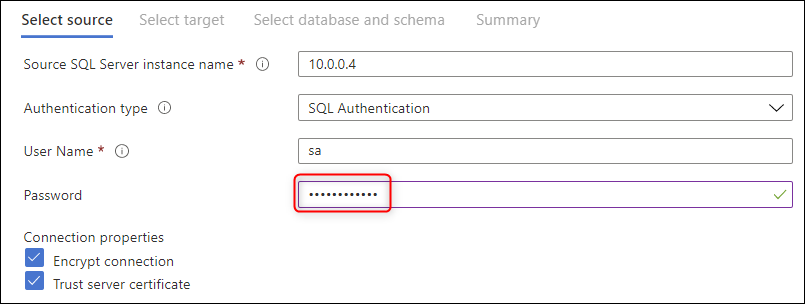 Select source Select target Select database and schema Summary
Source SQL Server instance name * 10.0.0.4
Authentication type SQL Authentication
User Name * sa
Password ••••••••••••
Connection properties
Encrypt connection
Trust server certificate